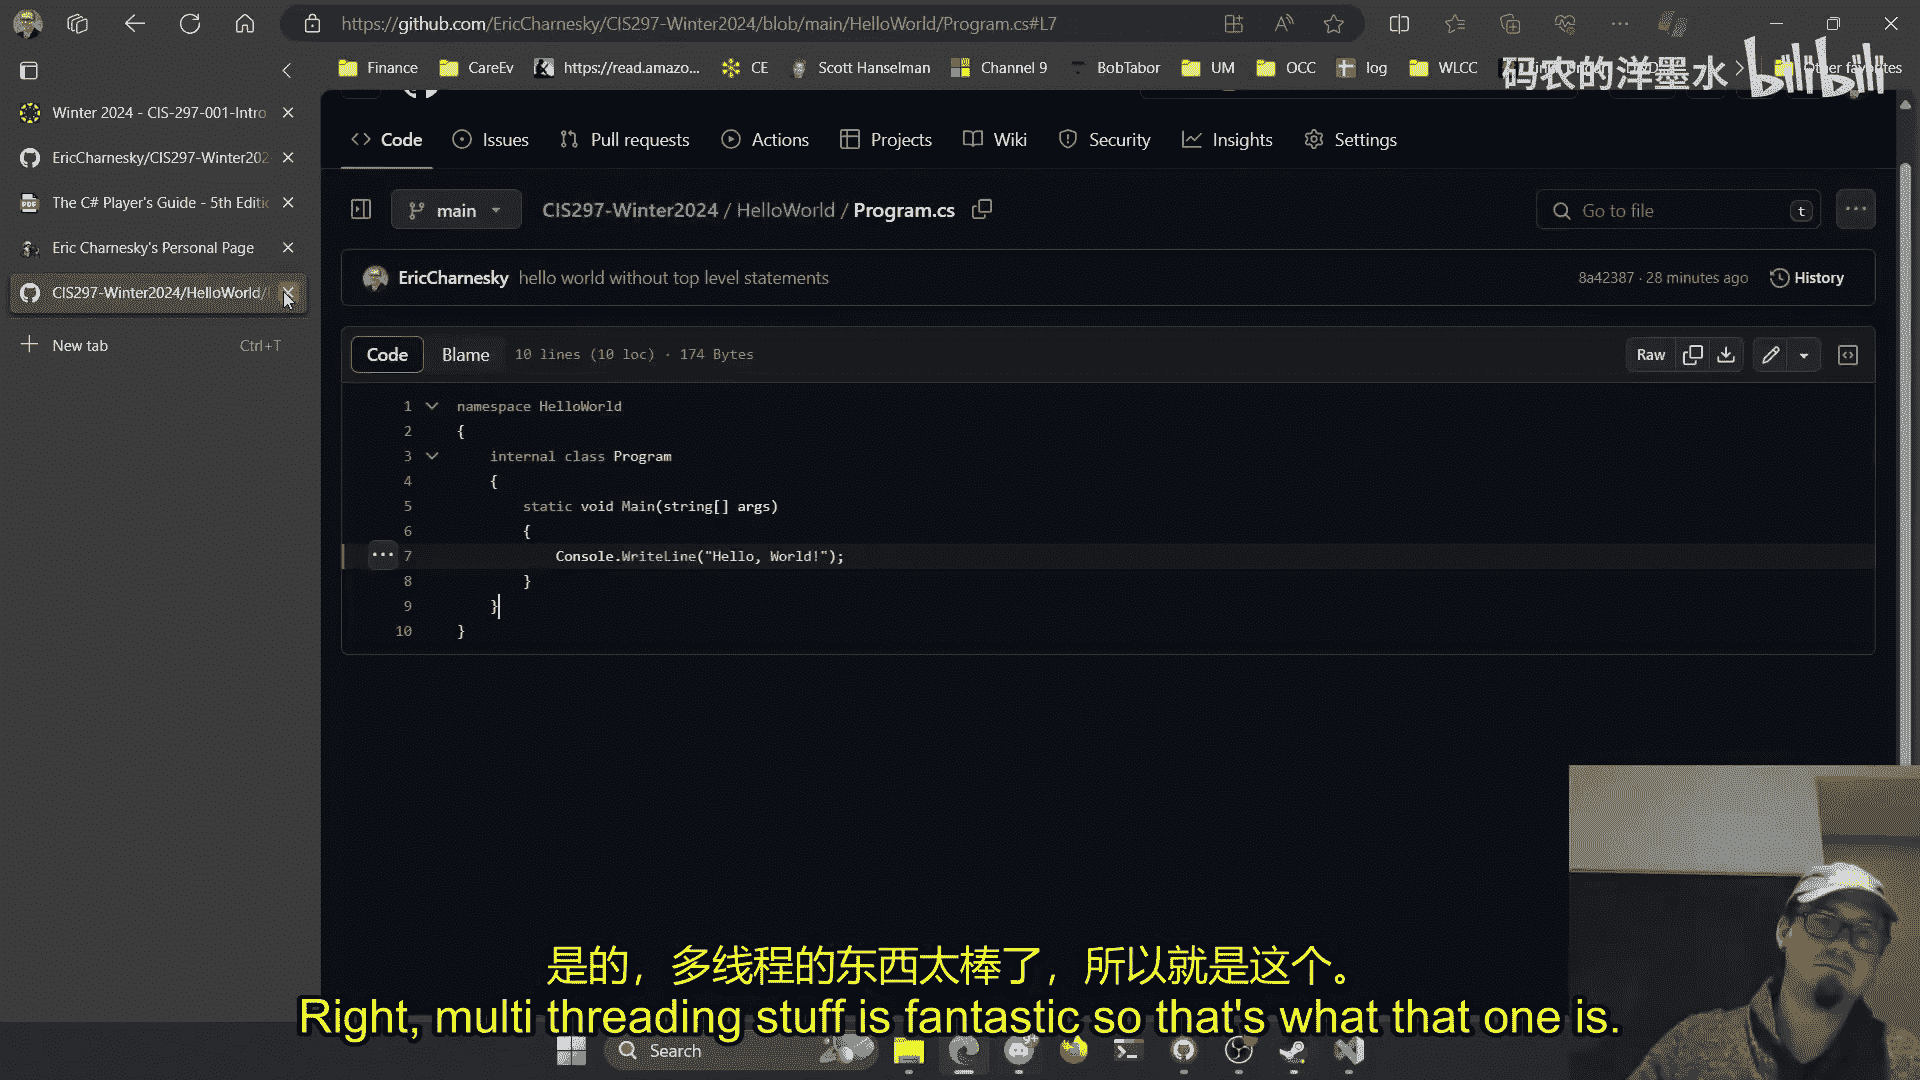 https://github.com/EricCharnesky/CIS297-Winter2024/blob/main/HelloWorld/Program.cs#L7
Finance
CareEv
https://read.amazo...
CE
Scott Hanselman
Channel 9
BobTabor
UM
OCC
log
WLCC
Other favorites
码农的洋墨水
bilibili
Winter 2024 - CIS-297-001-Intro
EricCharnesky/CIS297-Winter202
The C# Player's Guide - 5th Editic
Eric Charnesky's Personal Page
CIS297-Winter2024/HelloWorld/
New tab
Ctrl+T
Code
Issues
Pull requests
Actions
Projects
Wiki
Security
Insights
Settings
main
CIS297-Winter2024 / HelloWorld / Program.cs
Go to file
t
EricCharnesky hello world without top level statements
8a42387 · 28 minutes ago
History
Code
Blame
10 lines (10 loc) · 174 Bytes
Raw
1 namespace HelloWorld
2 {
3 internal class Program
4 {
5 static void Main(string[] args)
6 {
7 Console.WriteLine("Hello, World!");
8 }
9 }
10 }
是的，多线程的东西太棒了，所以就是这个。
Right, multi threading stuff is fantastic so that's what that one is.
Search